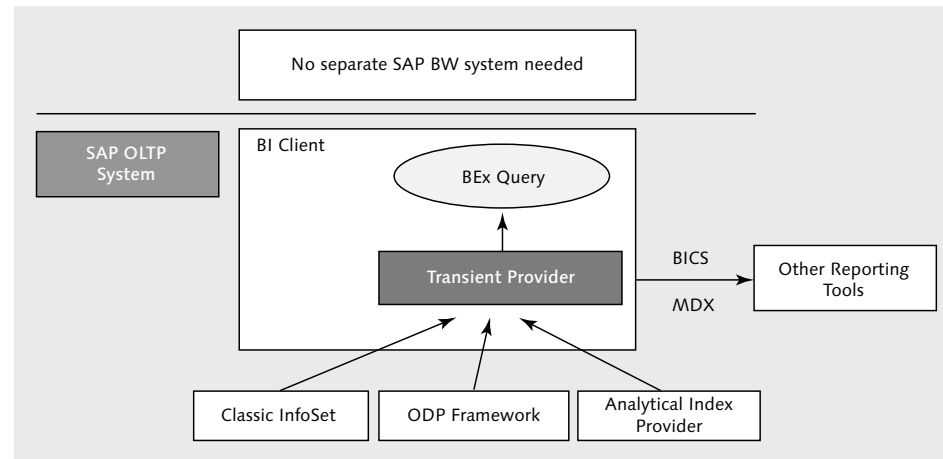 No separate SAP BW system needed
SAP OLTP
System
BI Client
BEx Query
Transient Provider
BICS
MDX
Other Reporting
Tools
Classic InfoSet
ODP Framework
Analytical Index
Provider